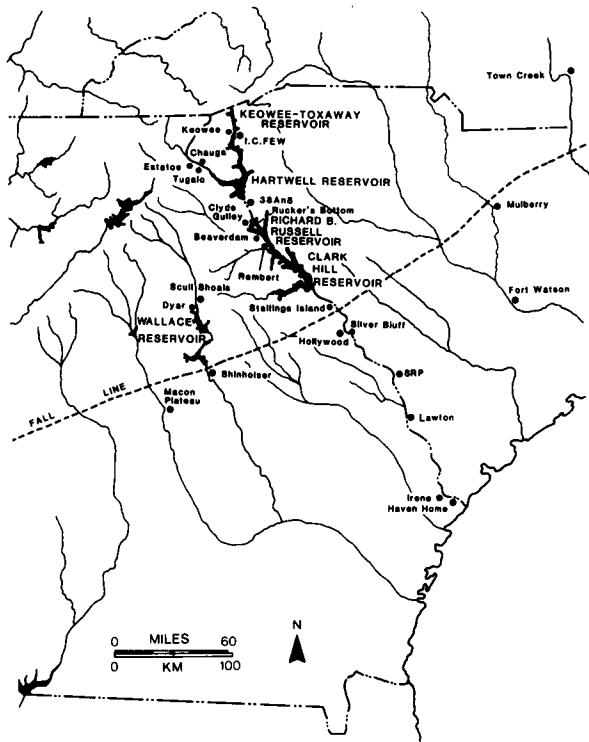 Town Creek
KEOWEE-TOXAWAY
RESERVOIR
Keowee
I.C.FEW
Chauga
Estatoe
Tugalo
HARTWELL RESERVOIR
38AN8
Clyde
Gulley
Rucker's Bottom
RICHARD B.
RUSSELL
RESERVOIR
Beaverdam
Mulberry
CLARK
HILL
RESERVOIR
Rembert
Fort Watson
Scull Shoals
Dyar
Stallings Island
WALLACE
RESERVOIR
Silver Bluff
Hollywood
Shinholser
SRP
FALL LINE
Macon
Plateau
Lawton
Irene
Haven Home
N
0 MILES 60
0 KM 100